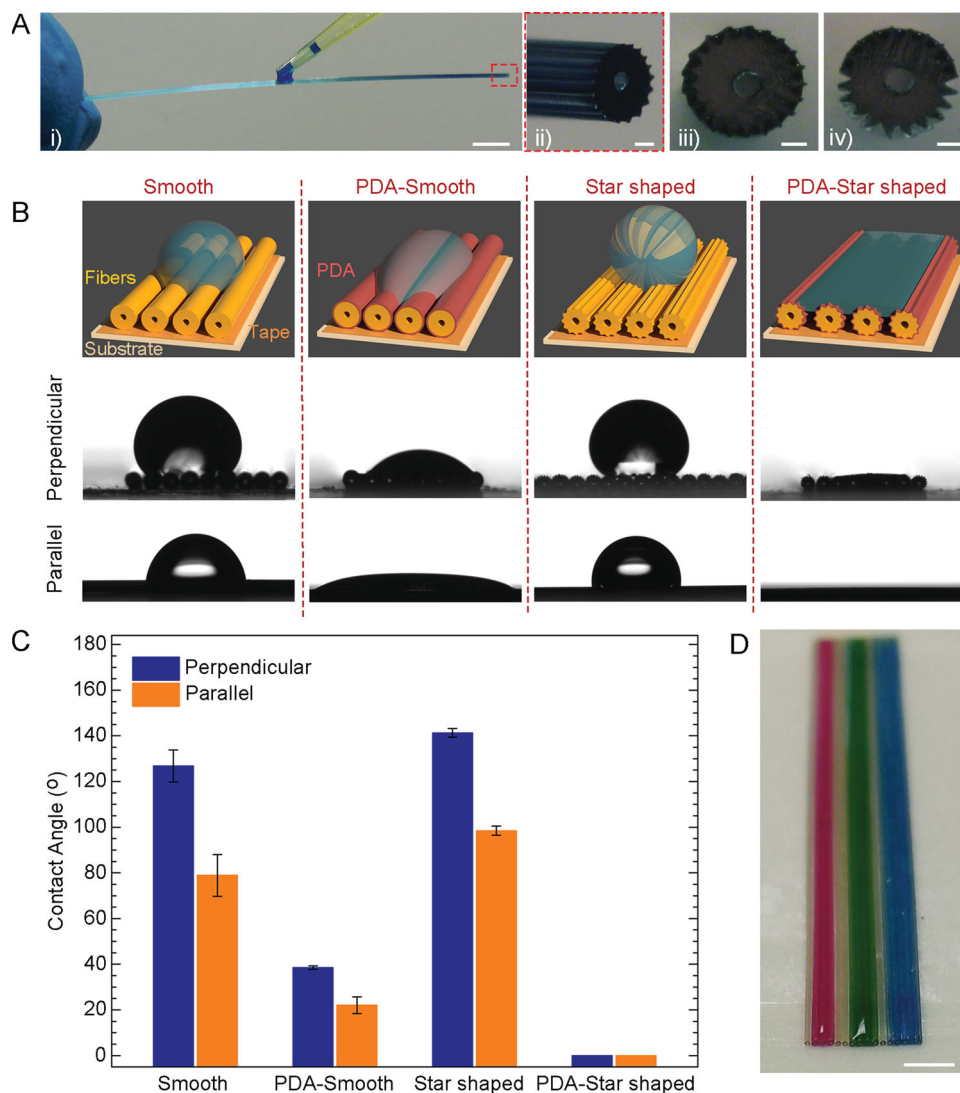 A
i)
ii)
iii)
iv)
Smooth
PDA-Smooth
Star shaped
PDA-Star shaped
B
Fibers
Substrate
Tape
PDA
Perpendicular
Parallel
C
Contact Angle (º)
180
160
140
120
100
80
60
40
20
0
Perpendicular
Parallel
Smooth
PDA-Smooth
Star shaped
PDA-Star shaped
D